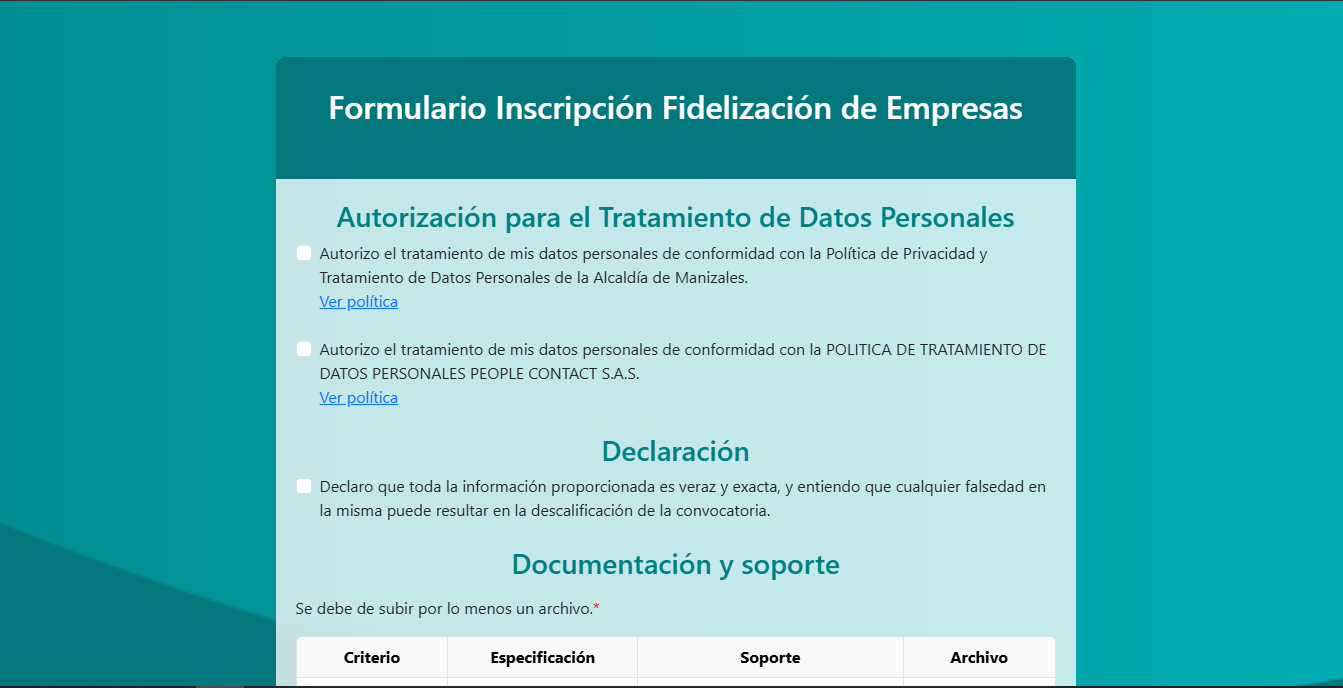 Formulario Inscripción Fidelización de Empresas
Autorización para el Tratamiento de Datos Personales
Autorizo el tratamiento de mis datos personales de conformidad con la Política de Privacidad y
Tratamiento de Datos Personales de la Alcaldía de Manizales.
Ver política
Autorizo el tratamiento de mis datos personales de conformidad con la POLITICA DE TRATAMIENTO DE
DATOS PERSONALES PEOPLE CONTACT S.A.S.
Ver política
Declaración
Declaro que toda la información proporcionada es veraz y exacta, y entiendo que cualquier falsedad en
la misma puede resultar en la descalificación de la convocatoria.
Documentación y soporte
Se debe de subir por lo menos un archivo.*
Criterio Especificación Soporte Archivo